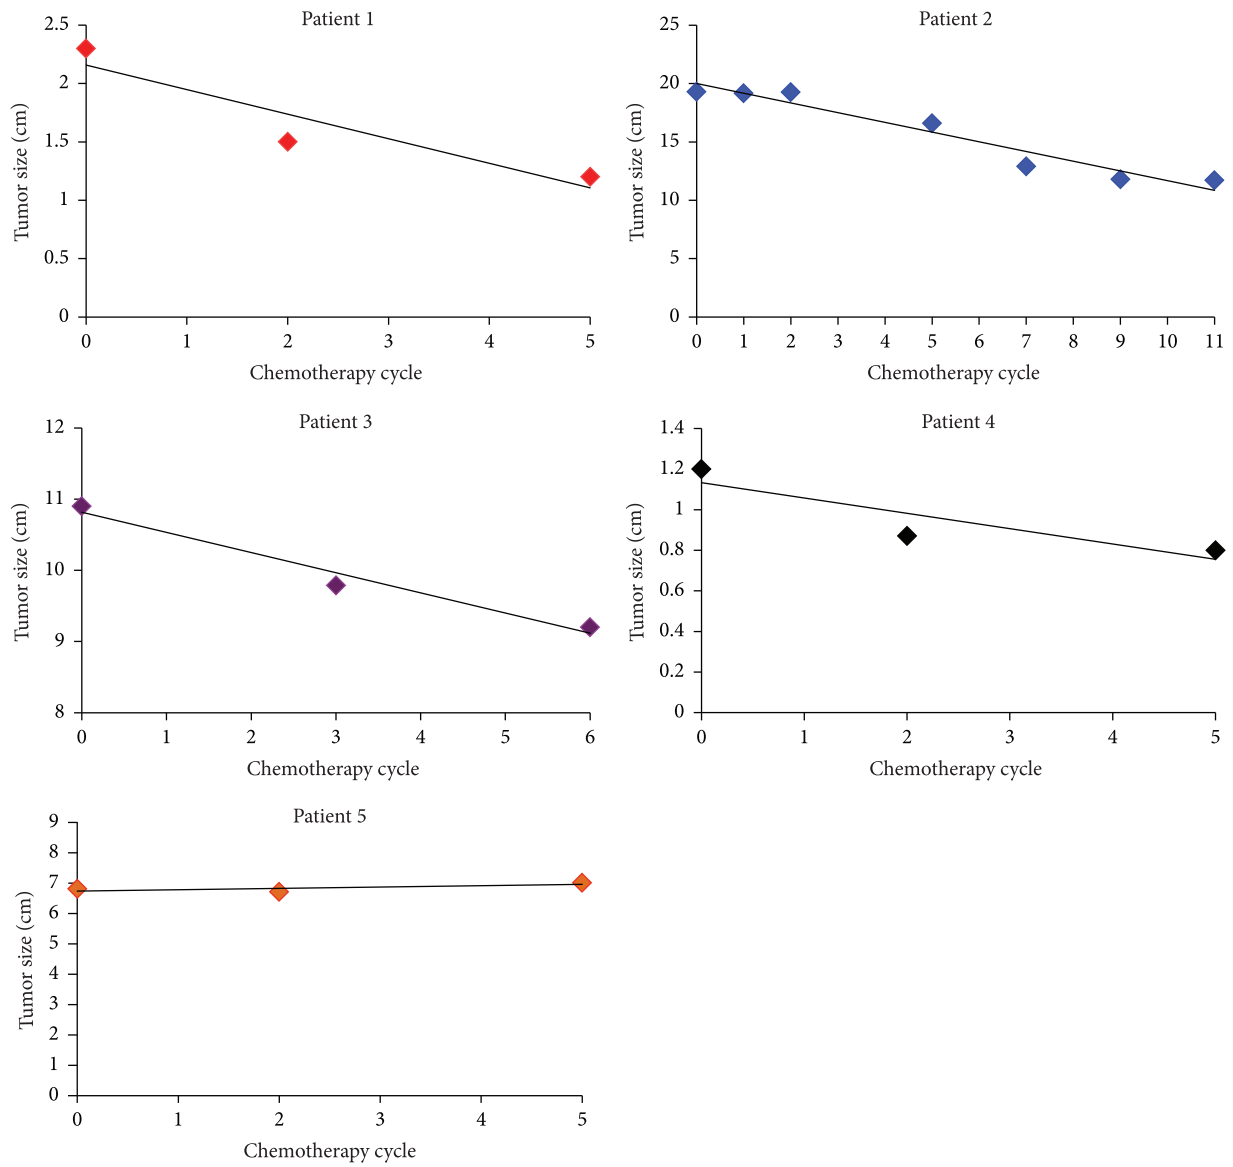 Patient 1
2.5
2
1.5
1
0.5
0
Tumor size (cm)
0 1 2 3 4 5
Chemotherapy cycle
Patient 2
25
20
15
10
5
0
Tumor size (cm)
0 1 2 3 4 5 6 7 8 9 10 11
Chemotherapy cycle
Patient 3
12
11
10
9
8
Tumor size (cm)
0 1 2 3 4 5 6
Chemotherapy cycle
Patient 4
1.4
1.2
1
0.8
0.6
0.4
0.2
0
Tumor size (cm)
0 1 2 3 4 5
Chemotherapy cycle
Patient 5
9
8
7
6
5
4
3
2
1
0
Tumor size (cm)
0 1 2 3 4 5
Chemotherapy cycle